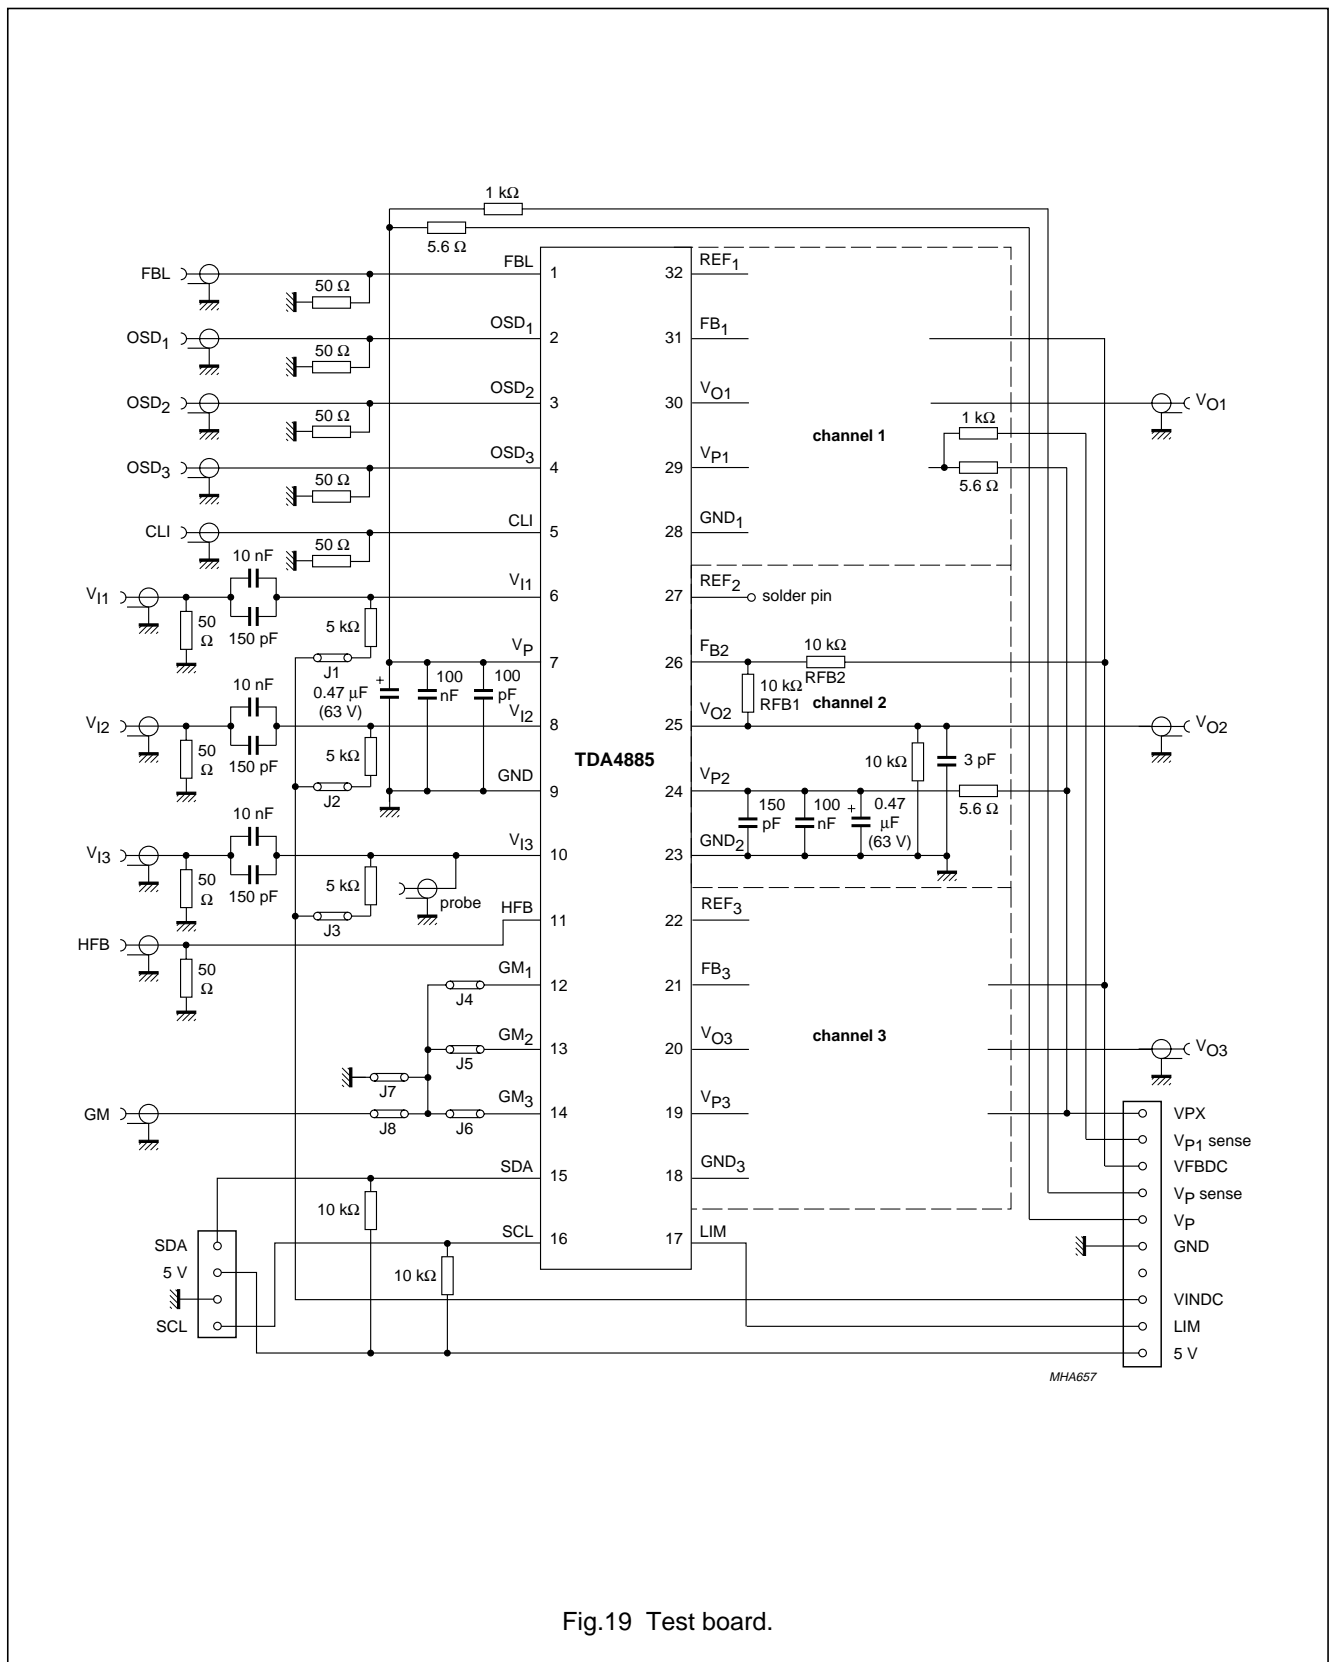 1 kΩ
5.6 Ω
FBL
50 Ω
FBL
1
OSD1
50 Ω
OSD1
2
OSD2
50 Ω
OSD2
3
OSD3
50 Ω
OSD3
4
CLI
50 Ω
CLI
5
VI1
50
Ω
10 nF
150 pF
5 kΩ
J1
VI1
6
VP
7
0.47 μF
(63 V)
+
100
nF
100
pF
VI2
50
Ω
10 nF
150 pF
5 kΩ
J2
VI2
8
GND
9
VI3
50
Ω
10 nF
150 pF
5 kΩ
J3
probe
VI3
10
HFB
50
Ω
HFB
11
GM1
12
J4
GM2
13
J5
J7
GM3
14
GM
J8
J6
SDA
15
10 kΩ
SCL
16
10 kΩ
SDA
5 V
SCL
TDA4885
32
REF1
31
FB1
30
VO1
29
VP1
28
GND1
channel 1
1 kΩ
5.6 Ω
VO1
27
REF2
solder pin
26
FB2
10 kΩ
RFB2
10 kΩ
RFB1
channel 2
25
VO2
VO2
10 kΩ
3 pF
24
VP2
5.6 Ω
150
pF
100
nF
+
0.47
μF
(63 V)
23
GND2
22
REF3
21
FB3
20
VO3
channel 3
VO3
19
VP3
18
GND3
17
LIM
VPX
VP1 sense
VFBDC
VP sense
VP
GND
VINDC
LIM
5 V
MHA657
Fig.19 Test board.